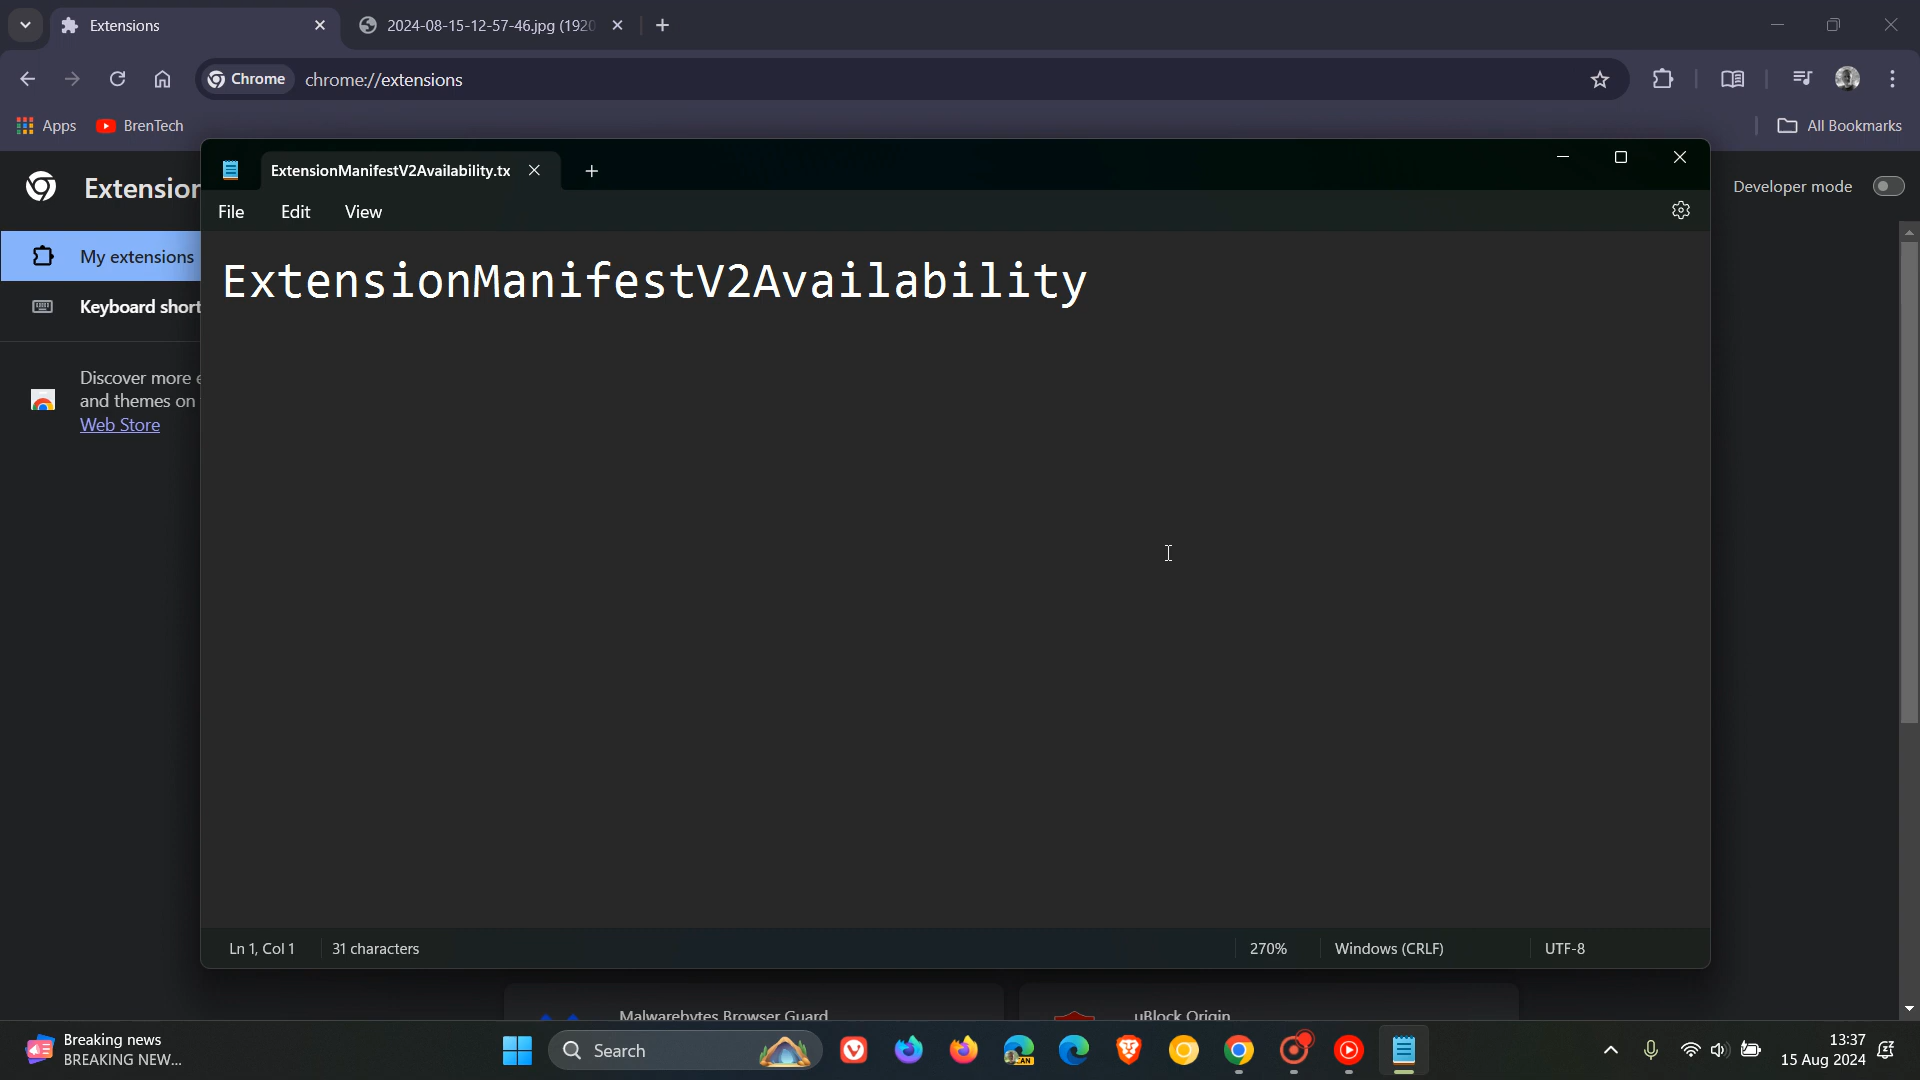 Extensions
2024-08-15-12-57-46.jpg (1920
Chrome
chrome://extensions
Apps
BrenTech
All Bookmarks
Extension
ExtensionManifestV2Availability.tx
Developer mode
File
Edit
View
My extensions
ExtensionManifestV2Availability
Keyboard short
Discover more e
and themes on
Web Store
Ln 1, Col 1
31 characters
270%
Windows (CRLF)
UTF-8
Malwarebytes Browser Guard
uBlock Origin
Breaking news
BREAKING NEW...
Search
13:37
15 Aug 2024